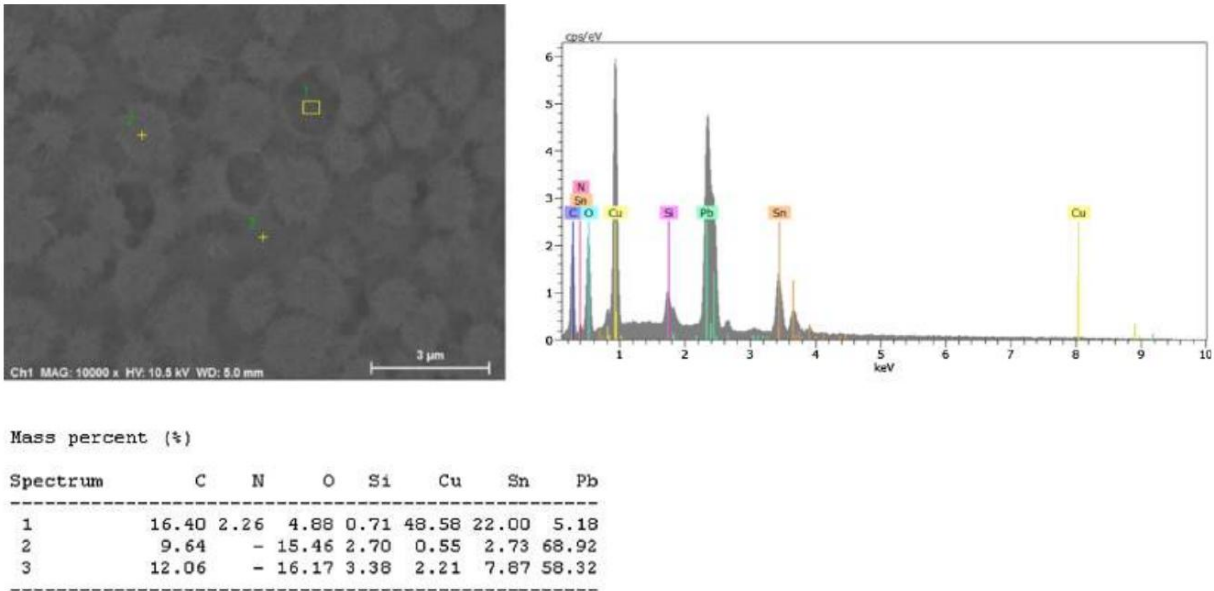 1
2
3
3 µm
Ch1 MAG: 10000 x HV: 10.5 kV WD: 5.0 mm
cps/eV
6
5
4
3
2
1
0
N
Sn
C O Cu Si Pb Sn Cu
1 2 3 4 5 6 7 8 9 10
keV
Mass percent (%)
Spectrum C N O Si Cu Sn Pb
1 16.40 2.26 4.88 0.71 48.58 22.00 5.18
2 9.64 - 15.46 2.70 0.55 2.73 68.92
3 12.06 - 16.17 3.38 2.21 7.87 58.32